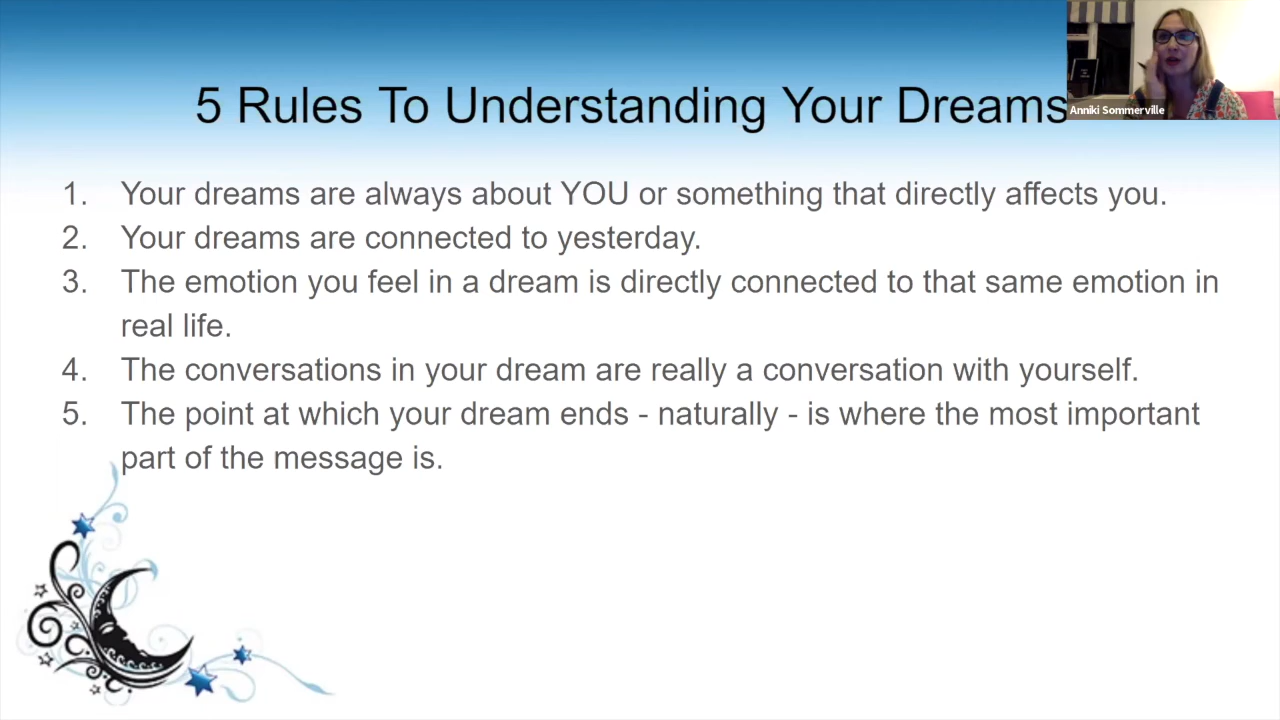 5 Rules To Understanding Your Dreams
Anniki Sommerville
1. Your dreams are always about YOU or something that directly affects you.
2. Your dreams are connected to yesterday.
3. The emotion you feel in a dream is directly connected to that same emotion in
real life.
4. The conversations in your dream are really a conversation with yourself.
5. The point at which your dream ends - naturally - is where the most important
part of the message is.